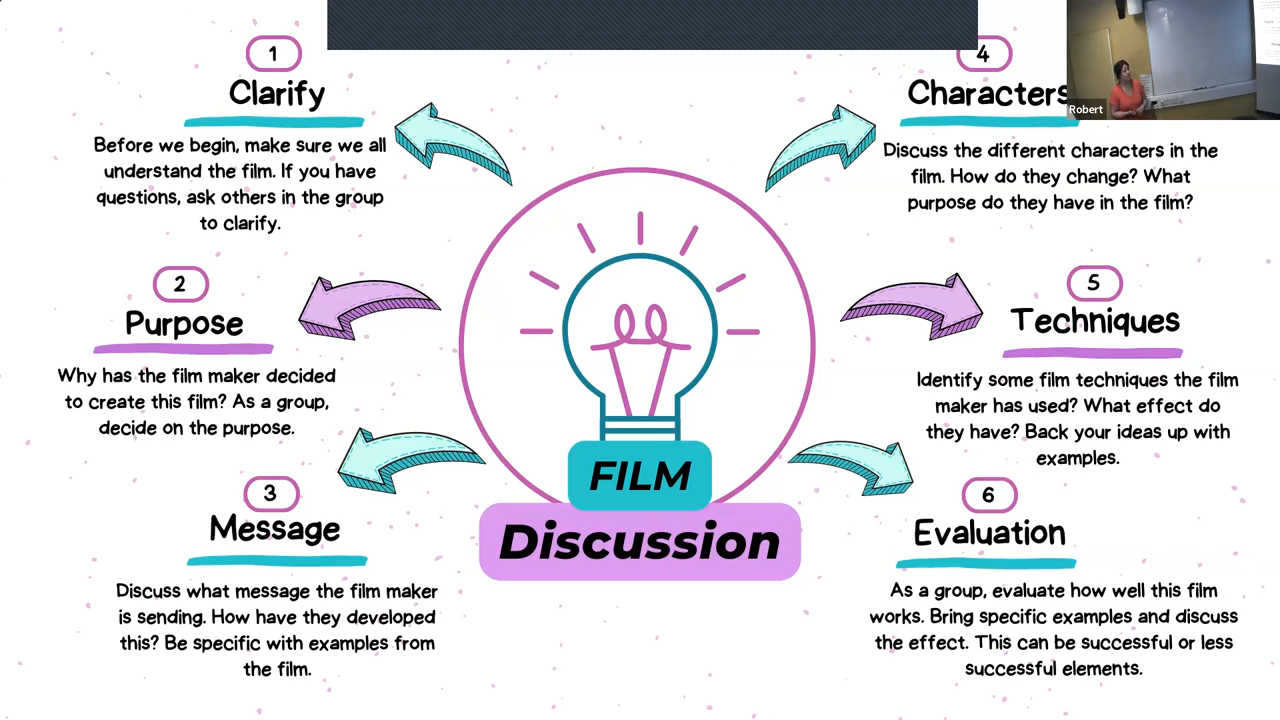 1
Clarify
Before we begin, make sure we all
understand the film. If you have
questions, ask others in the group
to clarify.
2
Purpose
Why has the film maker decided
to create this film? As a group,
decide on the purpose.
3
Message
Discuss what message the film maker
is sending. How have they developed
this? Be specific with examples from
the film.
FILM
Discussion
4
Characters
Discuss the different characters in the
film. How do they change? What
purpose do they have in the film?
5
Techniques
Identify some film techniques the film
maker has used? What effect do
they have? Back your ideas up with
examples.
6
Evaluation
As a group, evaluate how well this film
works. Bring specific examples and discuss
the effect. This can be successful or less
successful elements.
Robert